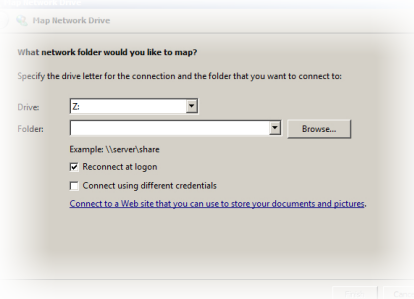 Map Network Drive
What network folder would you like to map?
Specify the drive letter for the connection and the folder that you want to connect to:
Drive: Z:
Folder: Browse...
Example: \\server\share
Reconnect at logon
Connect using different credentials
Connect to a Web site that you can use to store your documents and pictures.